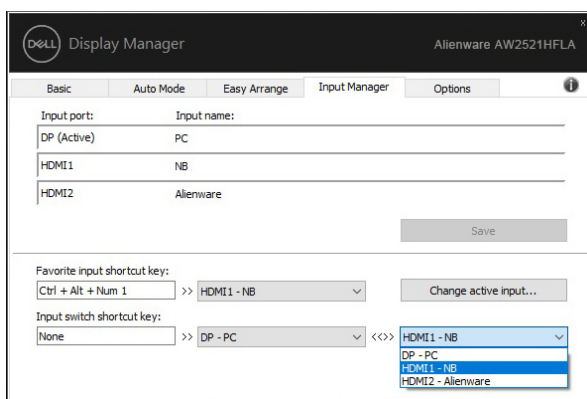 x
DELL Display Manager Alienware AW2521HFLA
Basic Auto Mode Easy Arrange Input Manager Options i
Input port: Input name:
DP (Active) PC
HDMI1 NB
HDMI2 Alienware
Save
Favorite input shortcut key:
Ctrl + Alt + Num 1 >> HDMI1 - NB Change active input...
Input switch shortcut key:
None >> DP - PC <<>> HDMI1 - NB
DP - PC
HDMI1 - NB
HDMI2 - Alienware